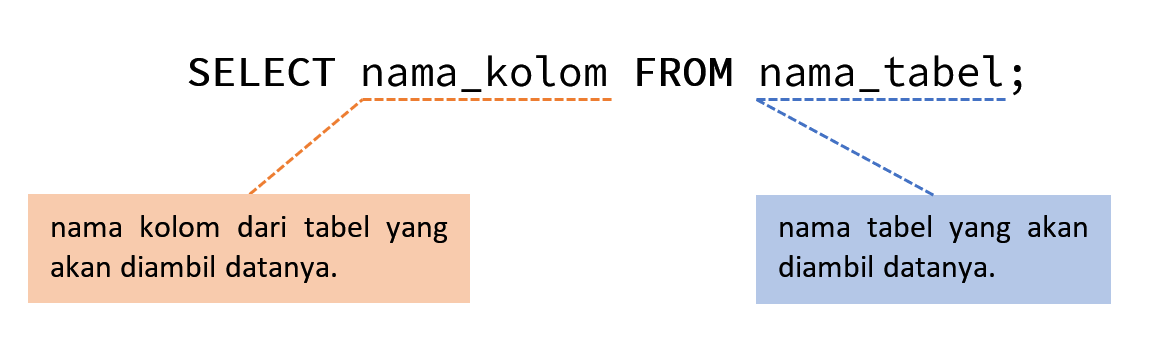 SELECT nama_kolom FROM nama_tabel;
nama kolom dari tabel yang
akan diambil datanya.
nama tabel yang akan
diambil datanya.